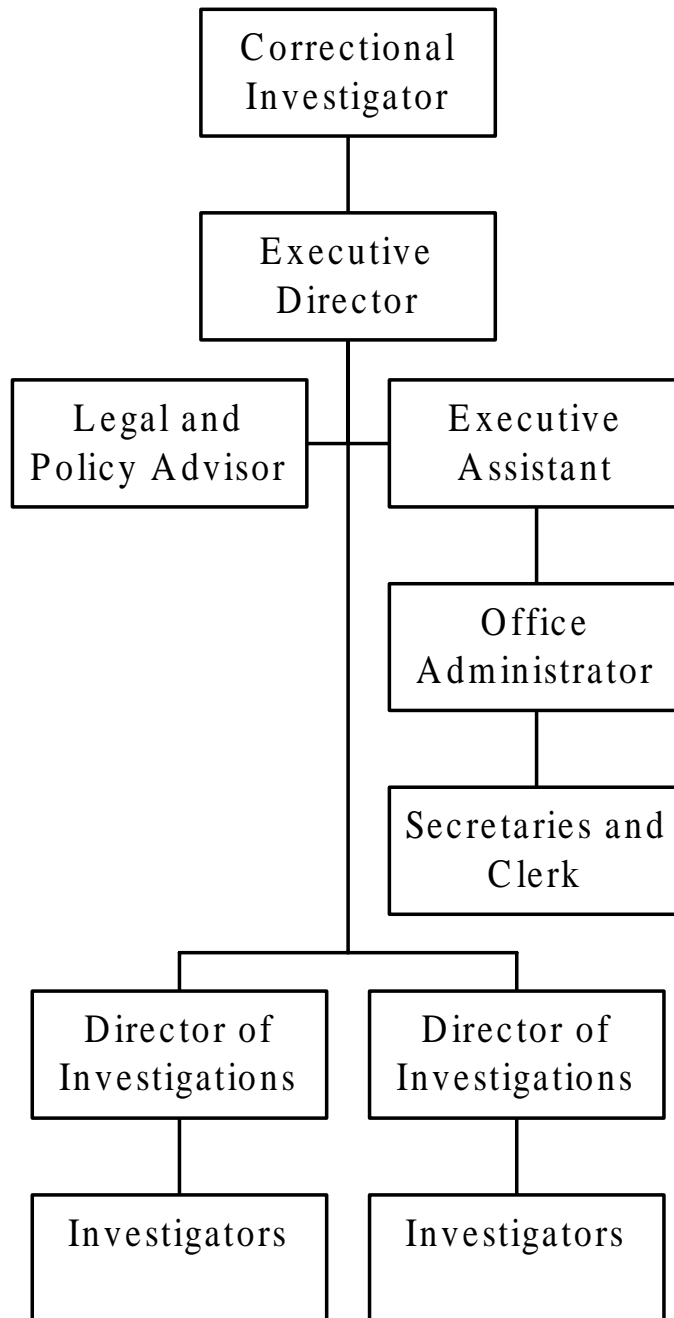 Correctional
Investigator
Executive
Director
Legal and
Policy Advisor
Executive
Assistant
Office
Administrator
Secretaries and
Clerk
Director of
Investigations
Director of
Investigations
Investigators
Investigators